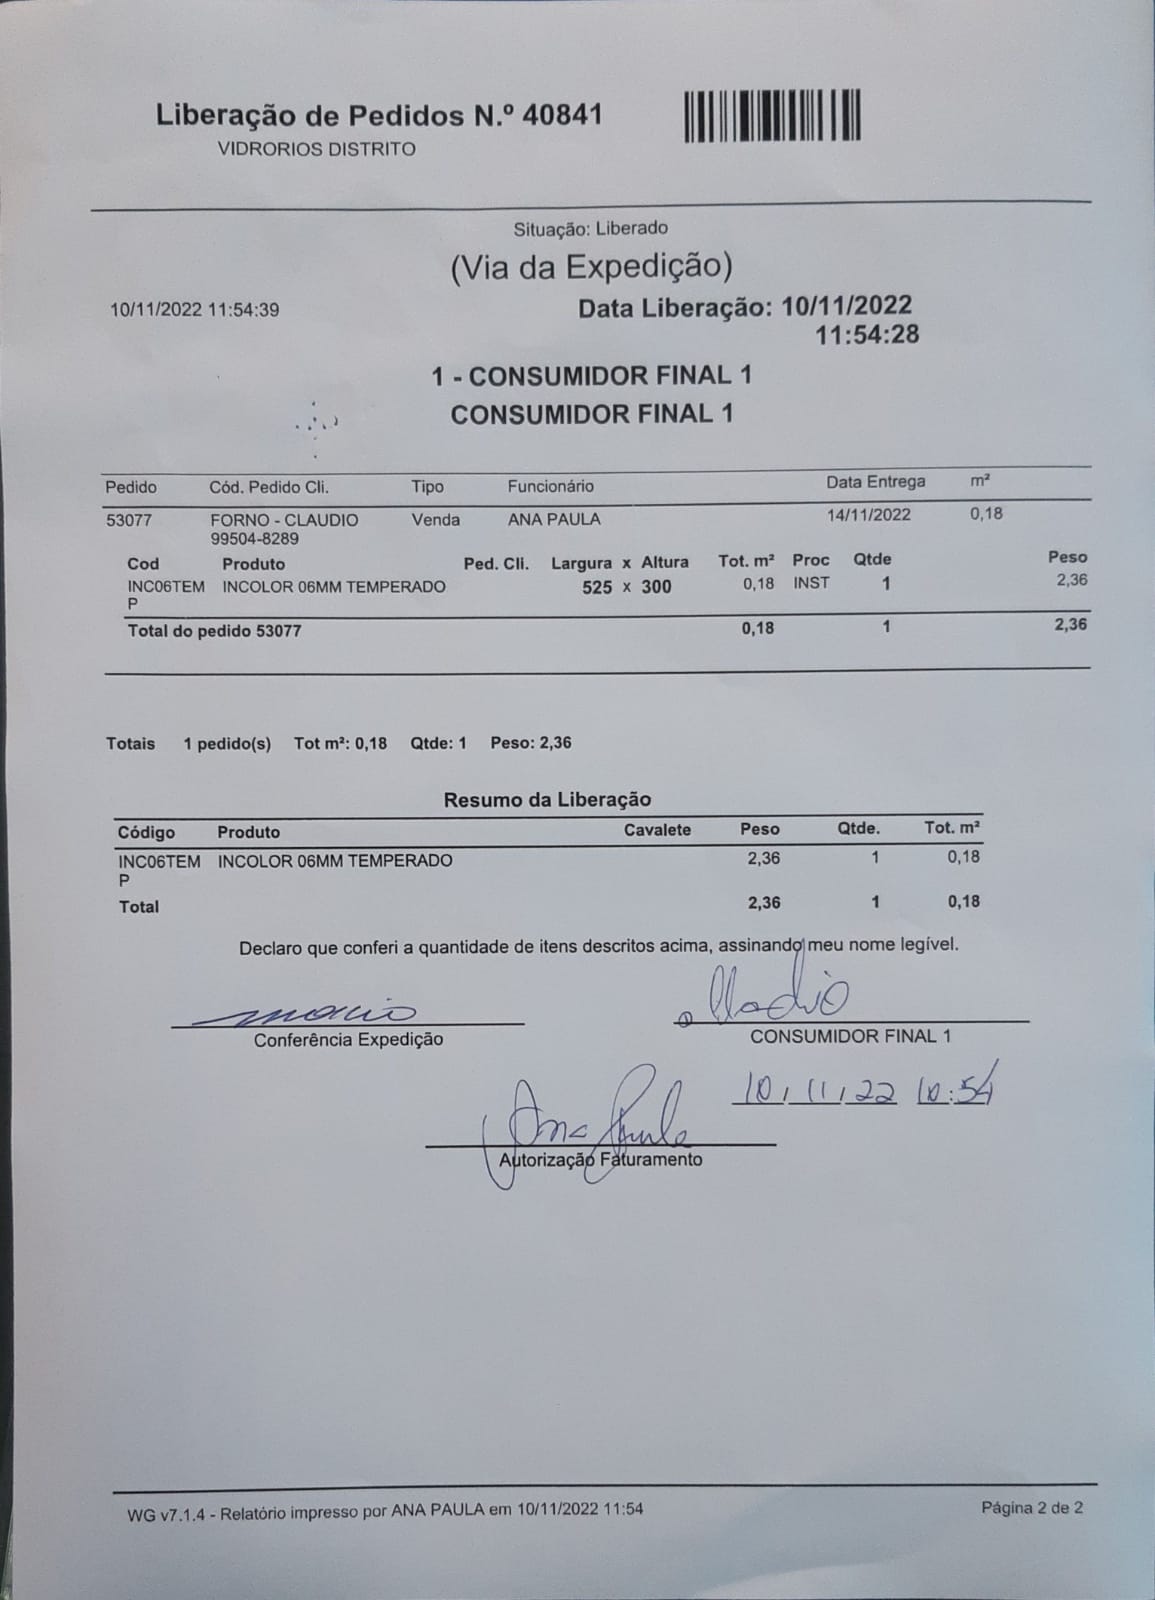 Liberação de Pedidos N.º 40841
VIDRORIOS DISTRITO
Situação: Liberado
(Via da Expedição)
10/11/2022 11:54:39
Data Liberação: 10/11/2022
11:54:28
1 - CONSUMIDOR FINAL 1
CONSUMIDOR FINAL 1
Pedido Cód. Pedido Cli. Tipo Funcionário Data Entrega m²
53077 FORNO - CLAUDIO Venda ANA PAULA 14/11/2022 0,18
99504-8289
Cod Produto Ped. Cli. Largura x Altura Tot. m² Proc Qtde Peso
INC06TEM INCOLOR 06MM TEMPERADO 525 x 300 0,18 INST 1 2,36
P
Total do pedido 53077 0,18 1 2,36
Totais 1 pedido(s) Tot m²: 0,18 Qtde: 1 Peso: 2,36
Resumo da Liberação
Código Produto Cavalete Peso Qtde. Tot. m²
INC06TEM INCOLOR 06MM TEMPERADO 2,36 1 0,18
P
Total 2,36 1 0,18
Declaro que conferi a quantidade de itens descritos acima, assinando meu nome legível.
Conferência Expedição
CONSUMIDOR FINAL 1
10/11/22 10:54
Ana Paula
Autorização Faturamento
WG v7.1.4 - Relatório impresso por ANA PAULA em 10/11/2022 11:54
Página 2 de 2